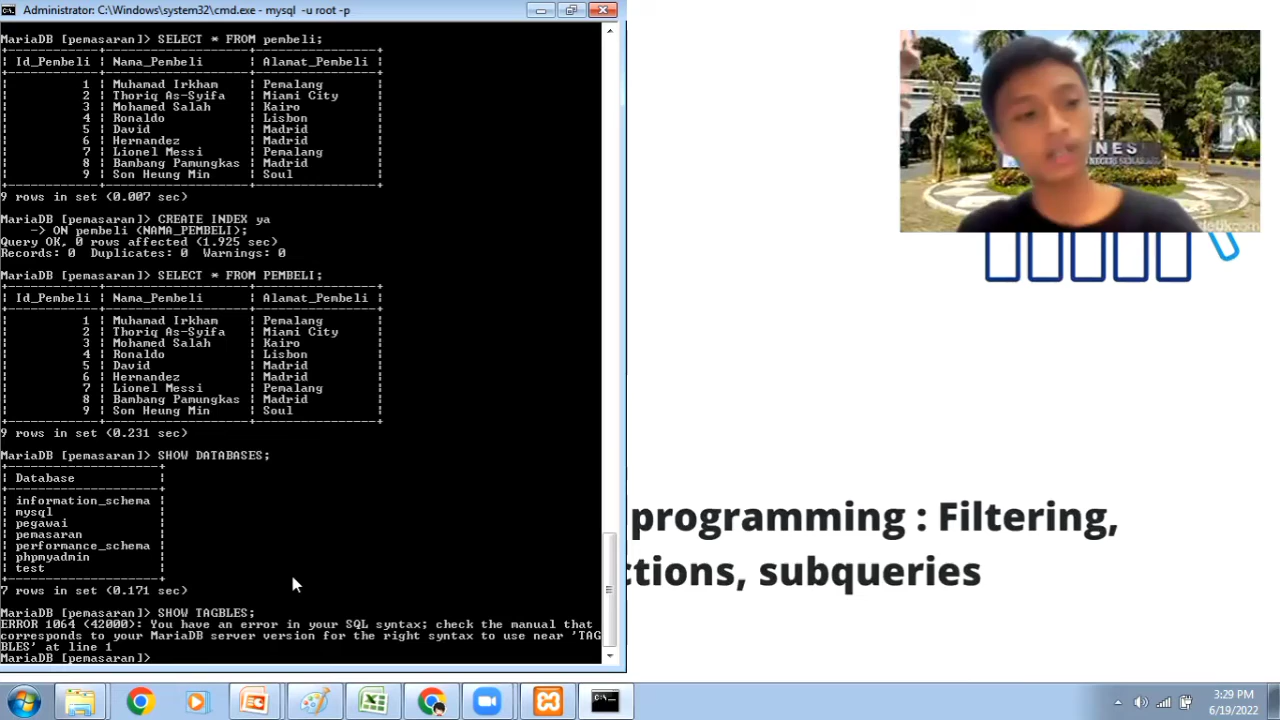 Administrator: C:\Windows\system32\cmd.exe - mysql -u root -p
MariaDB [pemasaran]> SELECT * FROM pembeli;
Id_Pembeli | Nama_Pembeli | Alamat_Pembeli
1 | Muhamad Irkham | Pemalang
2 | Thoriq As-Syifa | Miami City
3 | Mohamed Salah | Kairo
4 | Ronaldo | Lisbon
5 | David | Madrid
6 | Hernandez | Madrid
7 | Lionel Messi | Pemalang
8 | Bambang Pamungkas | Madrid
9 | Son Heung Min | Soul
9 rows in set (0.007 sec)
MariaDB [pemasaran]> CREATE INDEX ya
-> ON pembeli (NAMA_PEMBELI);
Query OK, 0 rows affected (1.925 sec)
Records: 0 Duplicates: 0 Warnings: 0
MariaDB [pemasaran]> SELECT * FROM PEMBELI;
Id_Pembeli | Nama_Pembeli | Alamat_Pembeli
1 | Muhamad Irkham | Pemalang
2 | Thoriq As-Syifa | Miami City
3 | Mohamed Salah | Kairo
4 | Ronaldo | Lisbon
5 | David | Madrid
6 | Hernandez | Madrid
7 | Lionel Messi | Pemalang
8 | Bambang Pamungkas | Madrid
9 | Son Heung Min | Soul
9 rows in set (0.231 sec)
MariaDB [pemasaran]> SHOW DATABASES;
Database
information_schema
mysql
pegawai
pemasaran
performance_schema
phpmyadmin
test
7 rows in set (0.171 sec)
MariaDB [pemasaran]> SHOW TAGBLES;
ERROR 1064 (42000): You have an error in your SQL syntax; check the manual that
corresponds to your MariaDB server version for the right syntax to use near 'TAG
BLES' at line 1
MariaDB [pemasaran]>
NES
NEGERI SEMARANG
programming : Filtering,
ctions, subqueries
3:29 PM
6/19/2022